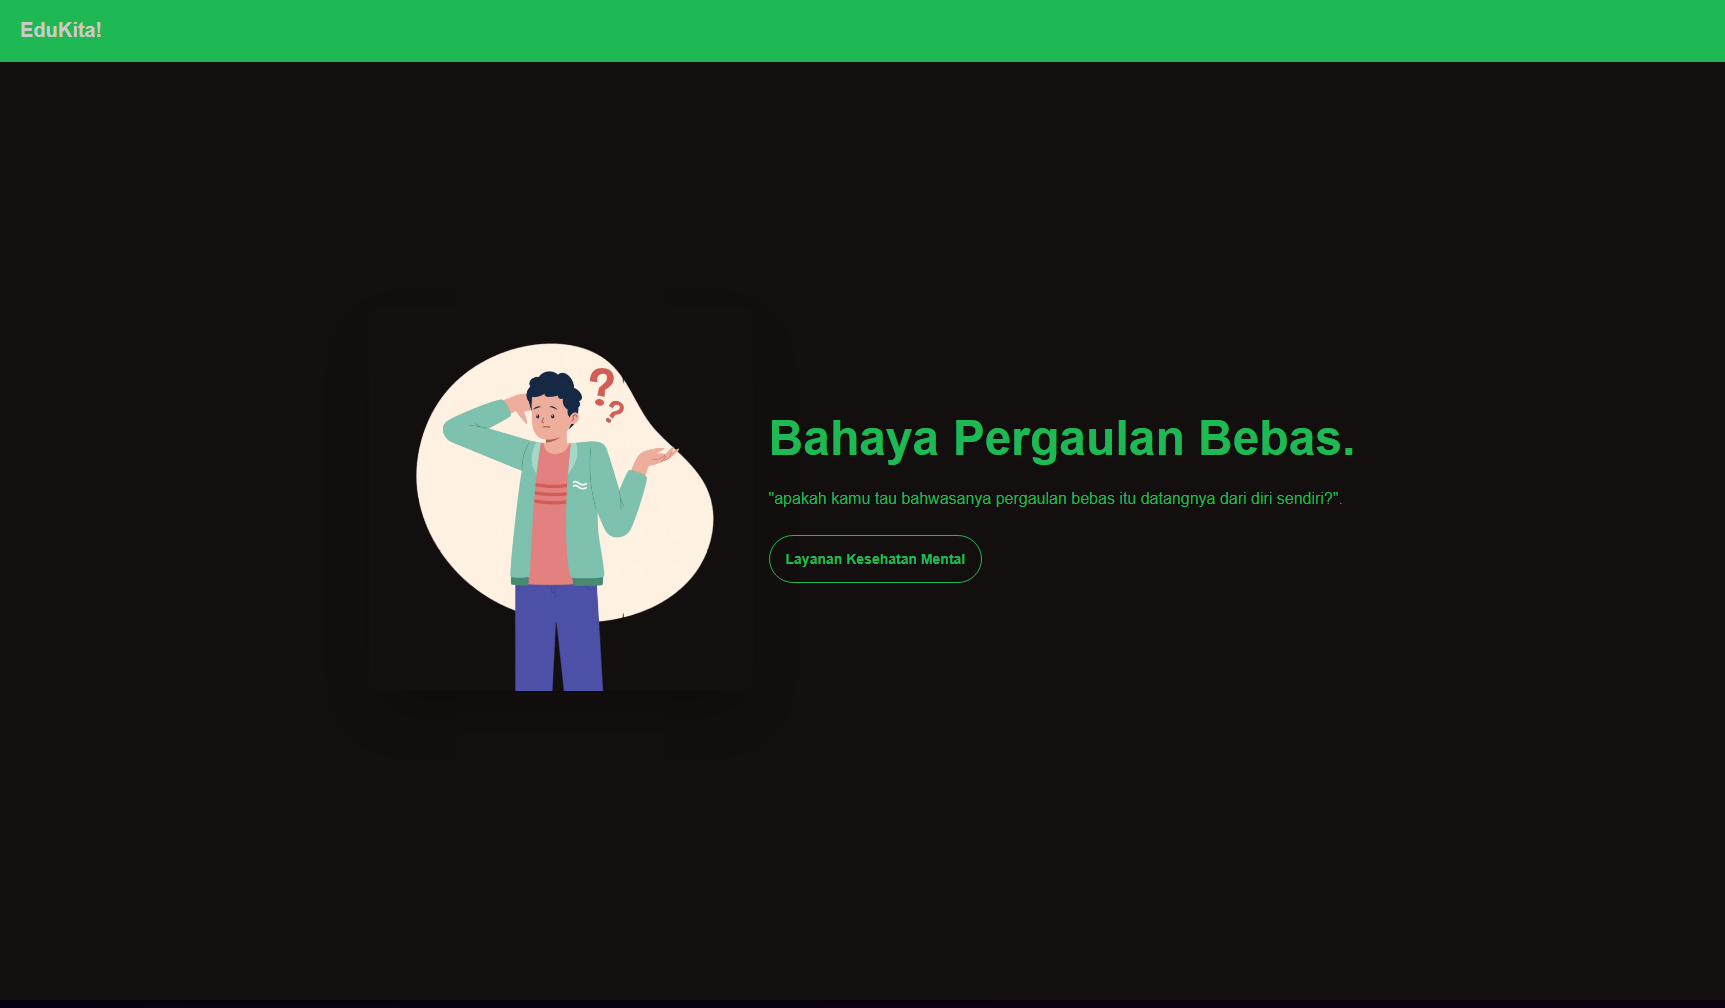 EduKita!
??
Bahaya Pergaulan Bebas.
"apakah kamu tau bahwasanya pergaulan bebas itu datangnya dari diri sendiri?".
Layanan Kesehatan Mental